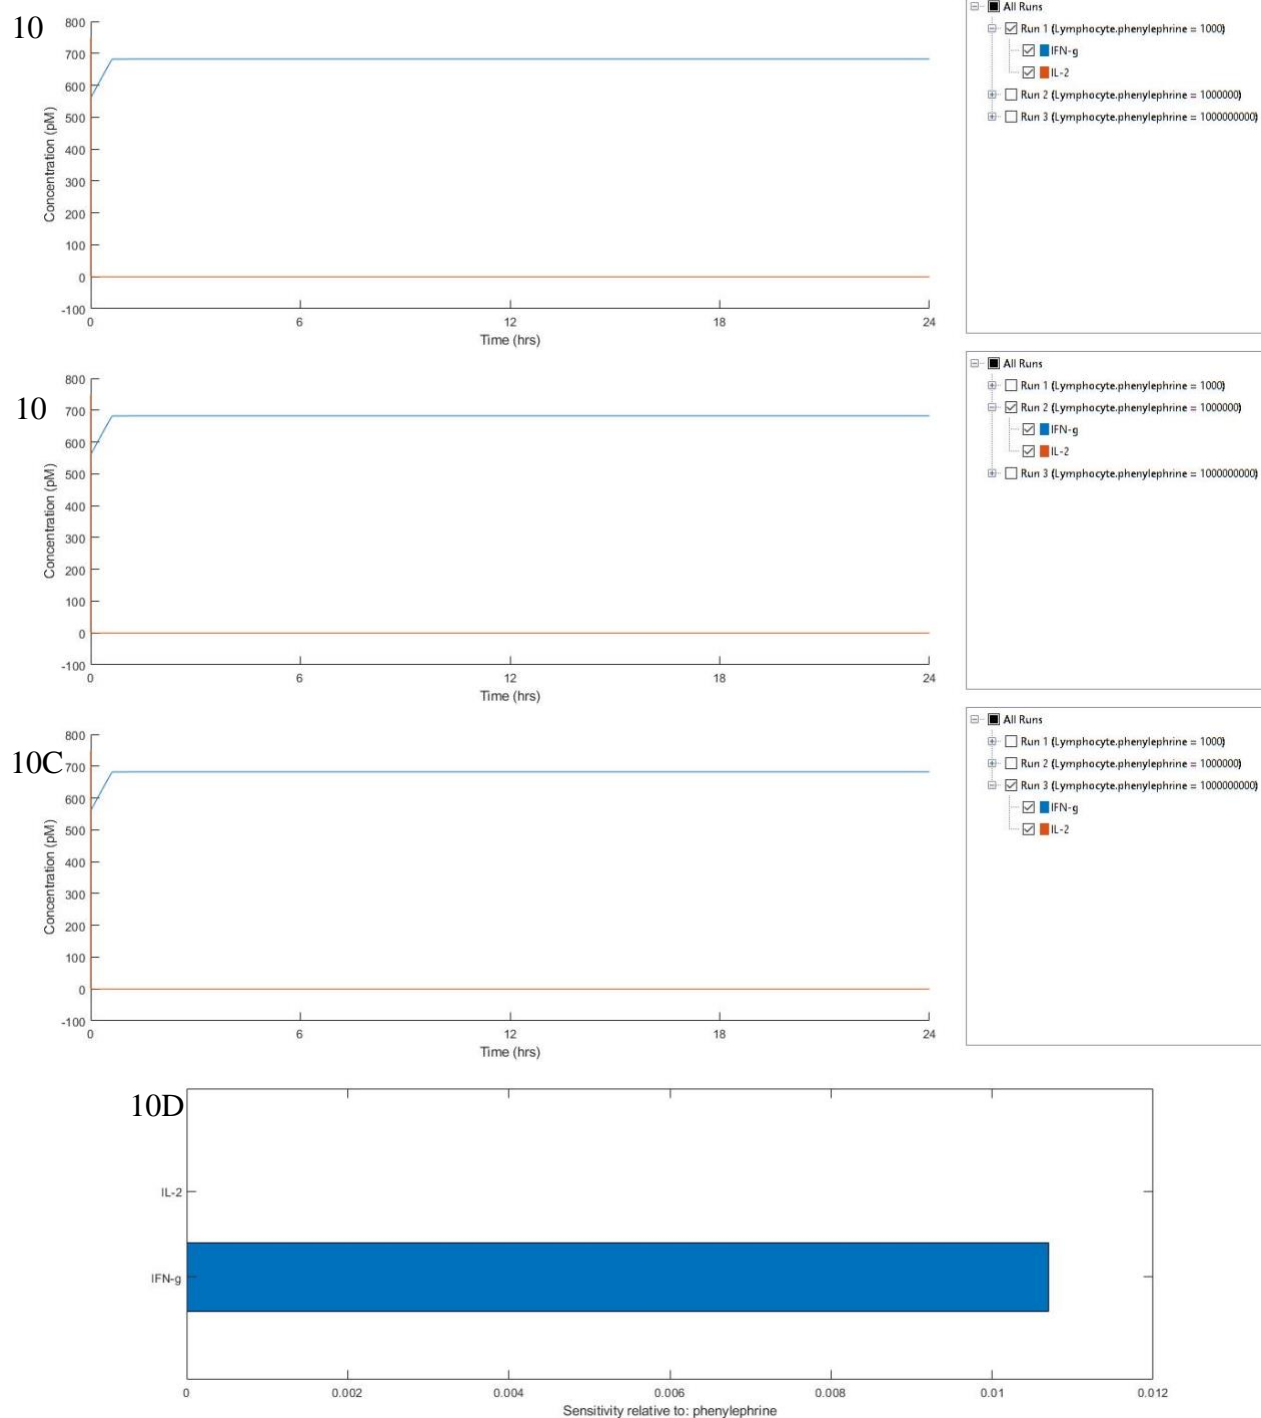 10
800
700
600
500
400
300
200
100
0
-100
Concentration (pM)
0 6 12 18 24
Time (hrs)
All Runs
Run 1 (Lymphocyte.phenylephrine = 1000)
IFN-g
IL-2
Run 2 (Lymphocyte.phenylephrine = 1000000)
Run 3 (Lymphocyte.phenylephrine = 1000000000)
10
800
700
600
500
400
300
200
100
0
-100
Concentration (pM)
0 6 12 18 24
Time (hrs)
All Runs
Run 1 (Lymphocyte.phenylephrine = 1000)
Run 2 (Lymphocyte.phenylephrine = 1000000)
IFN-g
IL-2
Run 3 (Lymphocyte.phenylephrine = 1000000000)
10C
800
700
600
500
400
300
200
100
0
-100
Concentration (pM)
0 6 12 18 24
Time (hrs)
All Runs
Run 1 (Lymphocyte.phenylephrine = 1000)
Run 2 (Lymphocyte.phenylephrine = 1000000)
Run 3 (Lymphocyte.phenylephrine = 1000000000)
IFN-g
IL-2
10D
IL-2
IFN-g
0 0.002 0.004 0.006 0.008 0.01 0.012
Sensitivity relative to: phenylephrine